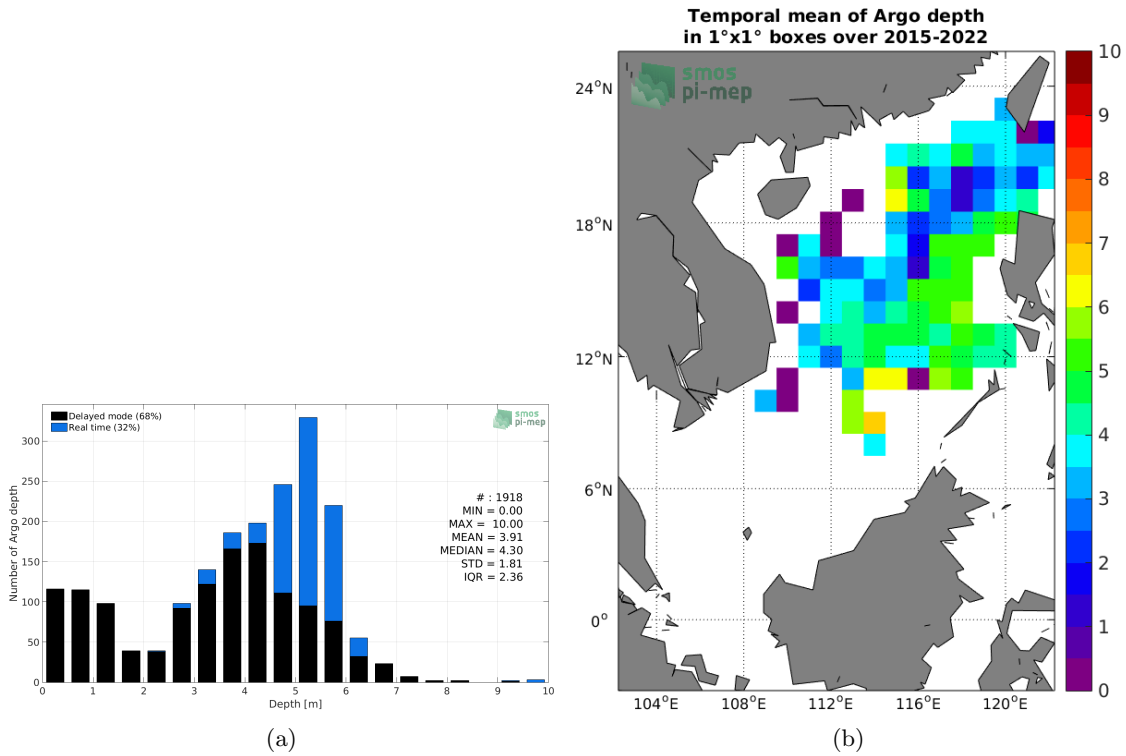 Delayed mode (68%)
Real time (32%)
smos
pi-mep
# : 1918
MIN = 0.00
MAX = 10.00
MEAN = 3.91
MEDIAN = 4.30
STD = 1.81
IQR = 2.36
Number of Argo depth
300
250
200
150
100
50
0
0 1 2 3 4 5 6 7 8 9 10
Depth [m]
(a)
Temporal mean of Argo depth
in 1°x1° boxes over 2015-2022
smos
pi-mep
24°N
18°N
12°N
6°N
0°
104°E 108°E 112°E 116°E 120°E
10
9
8
7
6
5
4
3
2
1
0
(b)